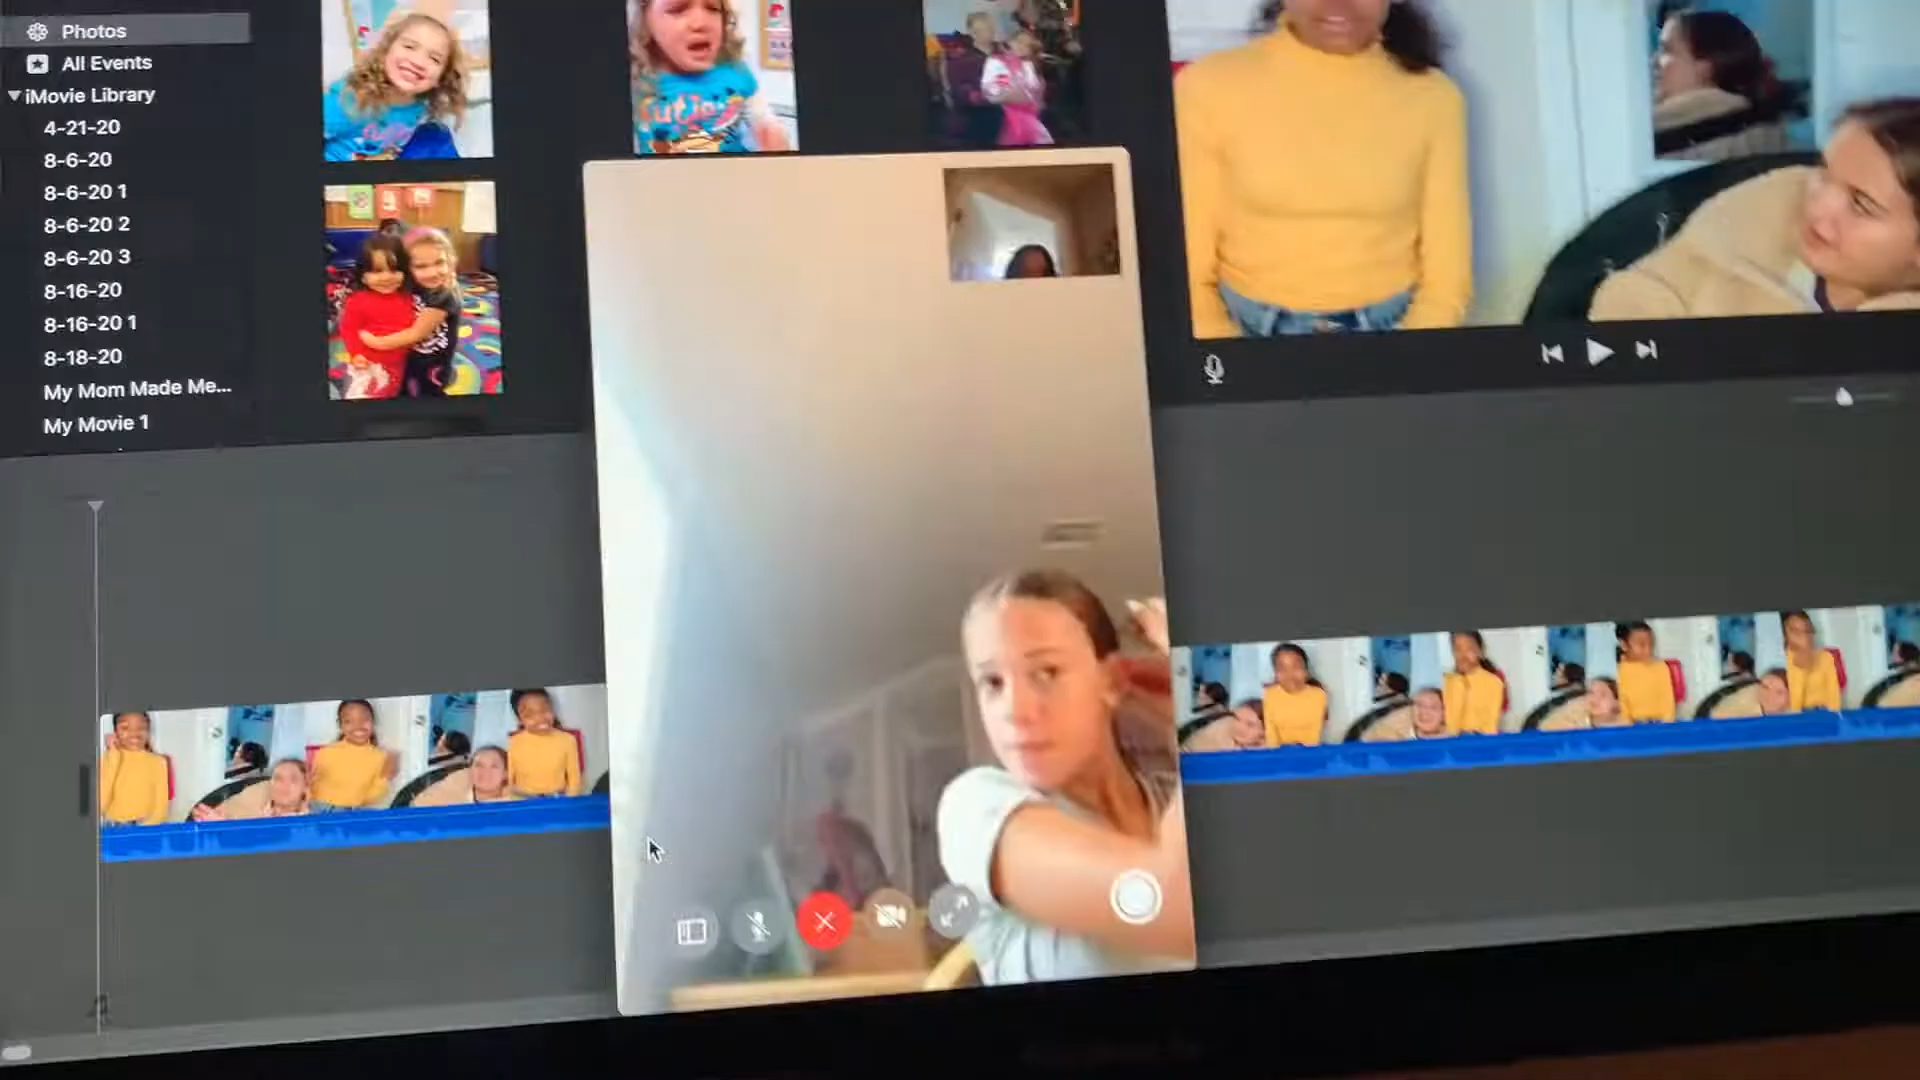 Photos
All Events
iMovie Library
4-21-20
8-6-20
8-6-20 1
8-6-20 2
8-6-20 3
8-16-20
8-16-20 1
8-18-20
My Mom Made Me...
My Movie 1